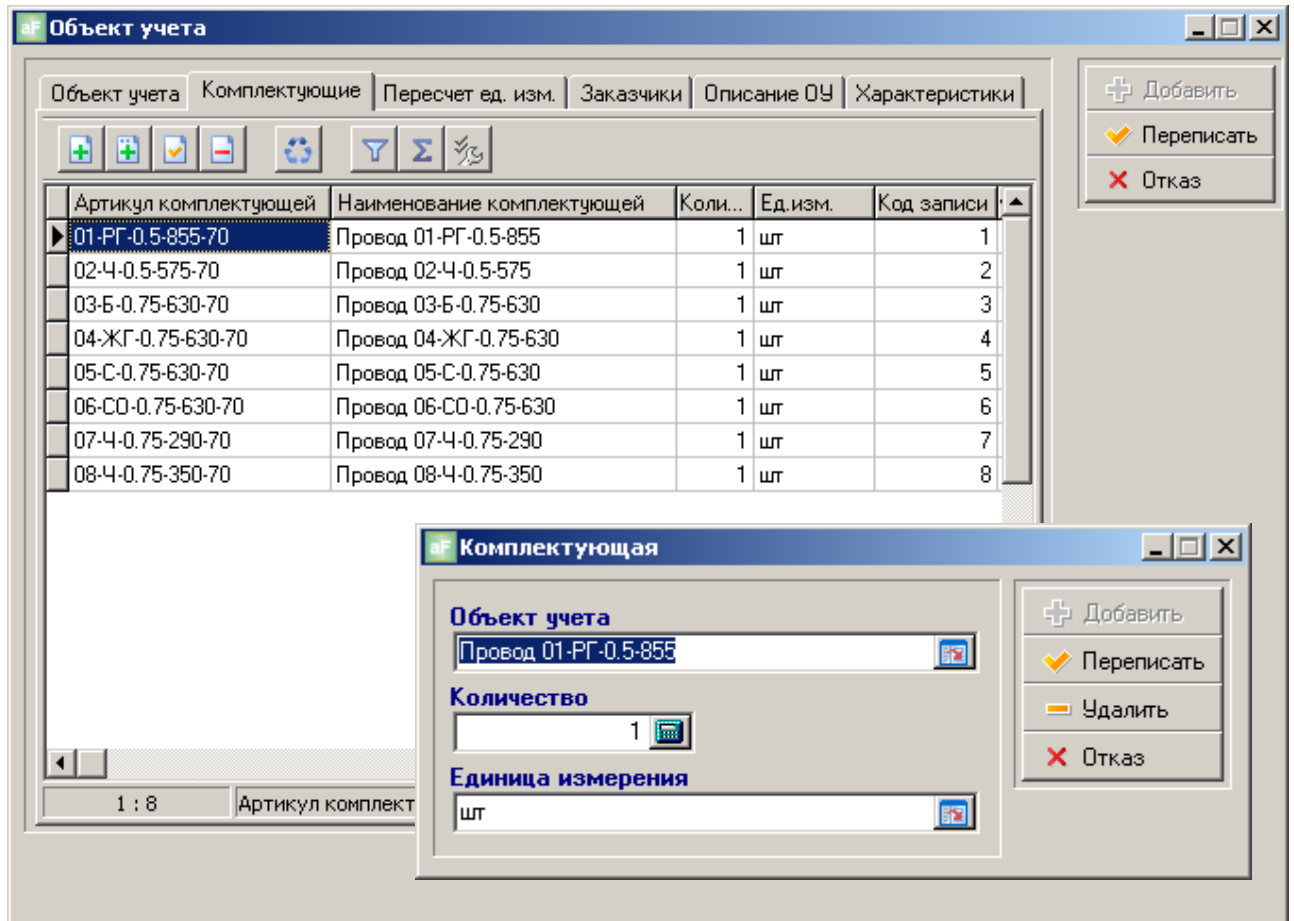 aF Объект учета
Объект учета Комплектующие Пересчет ед. изм. Заказчики Описание ОУ Характеристики
Добавить
Переписать
Отказ
Артикул комплектующей Наименование комплектующей Коли... Ед.изм. Код записи
01-РГ-0.5-855-70 Провод 01-РГ-0.5-855 1 шт 1
02-Ч-0.5-575-70 Провод 02-Ч-0.5-575 1 шт 2
03-Б-0.75-630-70 Провод 03-Б-0.75-630 1 шт 3
04-ЖГ-0.75-630-70 Провод 04-ЖГ-0.75-630 1 шт 4
05-С-0.75-630-70 Провод 05-С-0.75-630 1 шт 5
06-СО-0.75-630-70 Провод 06-СО-0.75-630 1 шт 6
07-Ч-0.75-290-70 Провод 07-Ч-0.75-290 1 шт 7
08-Ч-0.75-350-70 Провод 08-Ч-0.75-350 1 шт 8
1 : 8 Артикул комплект
aF Комплектующая
Объект учета
Провод 01-РГ-0.5-855
Количество
1
Единица измерения
шт
Добавить
Переписать
Удалить
Отказ